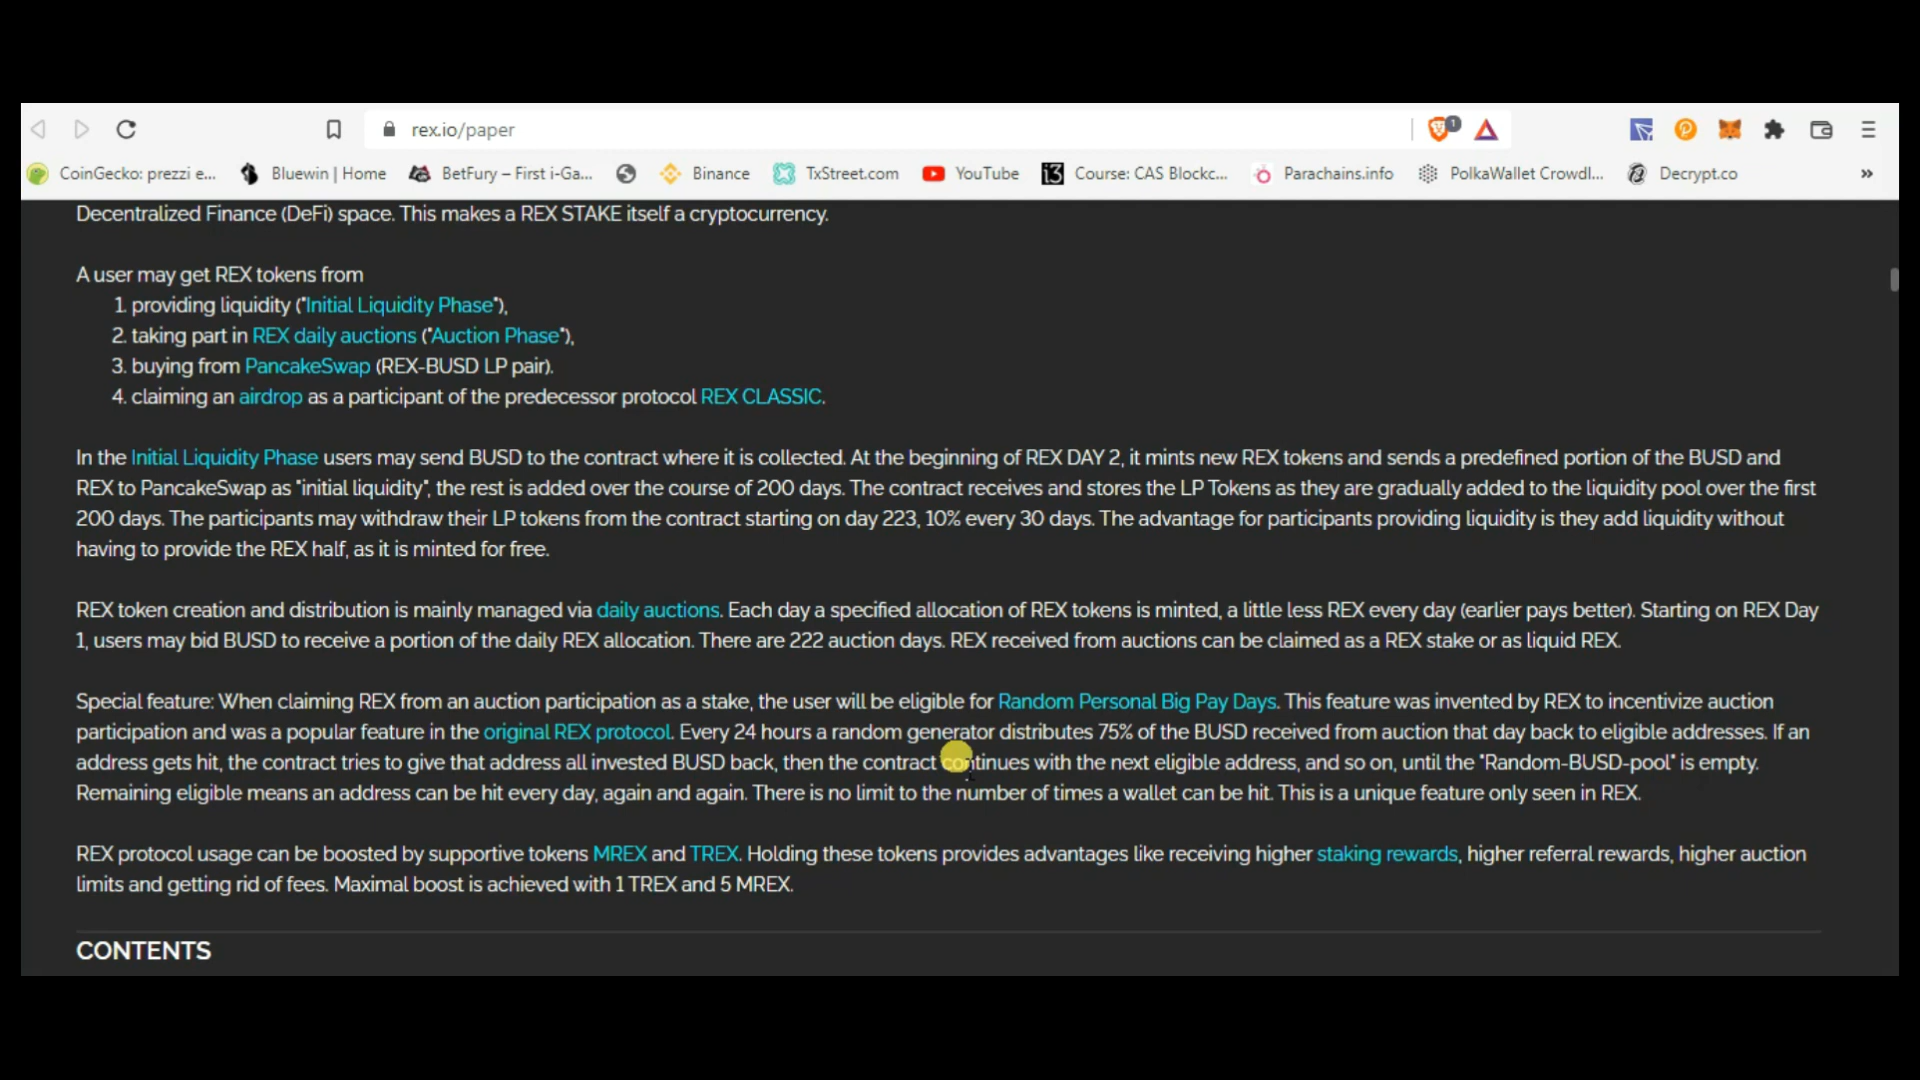 rex.io/paper
1
CoinGecko: prezzi e... Bluewin | Home BetFury – First i-Ga... Binance TxStreet.com YouTube i3 Course: CAS Blockc... Parachains.info PolkaWallet Crowdl... Decrypt.co »
Decentralized Finance (DeFi) space. This makes a REX STAKE itself a cryptocurrency.
A user may get REX tokens from
1. providing liquidity ("Initial Liquidity Phase"),
2. taking part in REX daily auctions ("Auction Phase"),
3. buying from PancakeSwap (REX-BUSD LP pair).
4. claiming an airdrop as a participant of the predecessor protocol REX CLASSIC.
In the Initial Liquidity Phase users may send BUSD to the contract where it is collected. At the beginning of REX DAY 2, it mints new REX tokens and sends a predefined portion of the BUSD and
REX to PancakeSwap as "initial liquidity", the rest is added over the course of 200 days. The contract receives and stores the LP Tokens as they are gradually added to the liquidity pool over the first
200 days. The participants may withdraw their LP tokens from the contract starting on day 223, 10% every 30 days. The advantage for participants providing liquidity is they add liquidity without
having to provide the REX half, as it is minted for free.
REX token creation and distribution is mainly managed via daily auctions. Each day a specified allocation of REX tokens is minted, a little less REX every day (earlier pays better). Starting on REX Day
1, users may bid BUSD to receive a portion of the daily REX allocation. There are 222 auction days. REX received from auctions can be claimed as a REX stake or as liquid REX.
Special feature: When claiming REX from an auction participation as a stake, the user will be eligible for Random Personal Big Pay Days. This feature was invented by REX to incentivize auction
participation and was a popular feature in the original REX protocol. Every 24 hours a random generator distributes 75% of the BUSD received from auction that day back to eligible addresses. If an
address gets hit, the contract tries to give that address all invested BUSD back, then the contract continues with the next eligible address, and so on, until the "Random-BUSD-pool" is empty.
Remaining eligible means an address can be hit every day, again and again. There is no limit to the number of times a wallet can be hit. This is a unique feature only seen in REX.
REX protocol usage can be boosted by supportive tokens MREX and TREX. Holding these tokens provides advantages like receiving higher staking rewards, higher referral rewards, higher auction
limits and getting rid of fees. Maximal boost is achieved with 1 TREX and 5 MREX.
CONTENTS